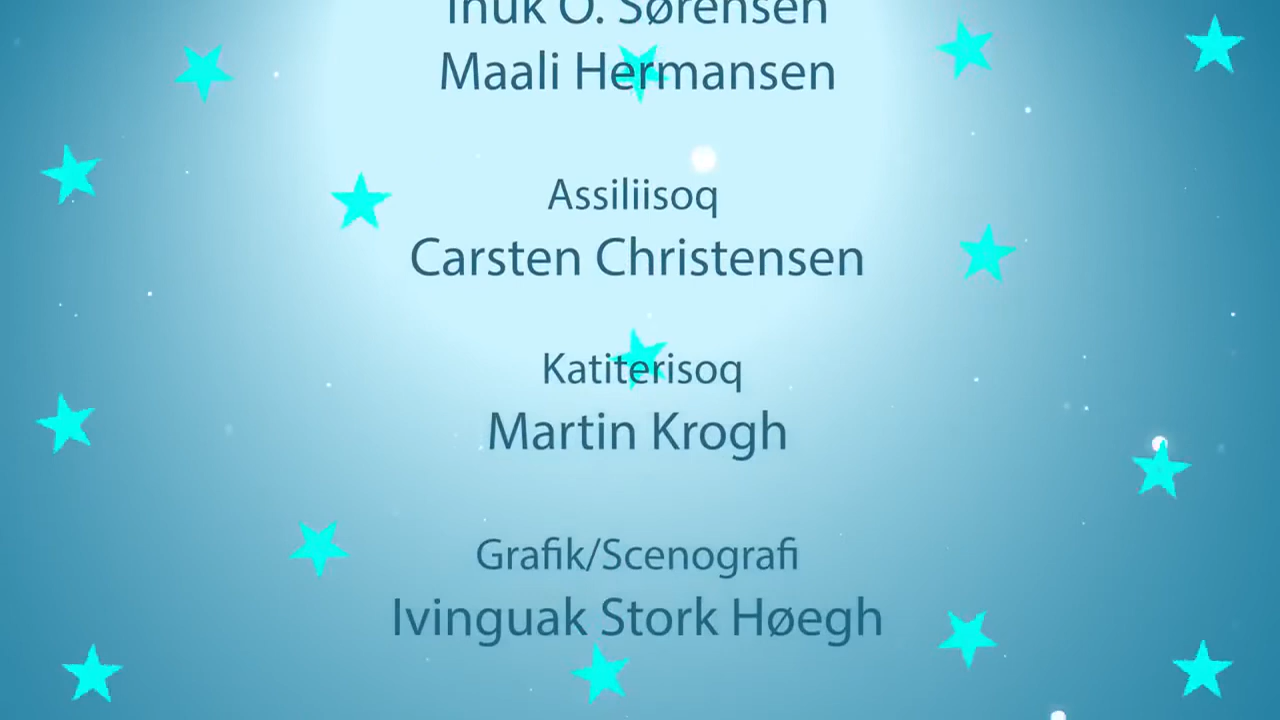 Inuk O. Sørensen
Maali Hermansen
Assiliisoq
Carsten Christensen
Katiterisoq
Martin Krogh
Grafik/Scenografi
Ivinguak Stork Høegh